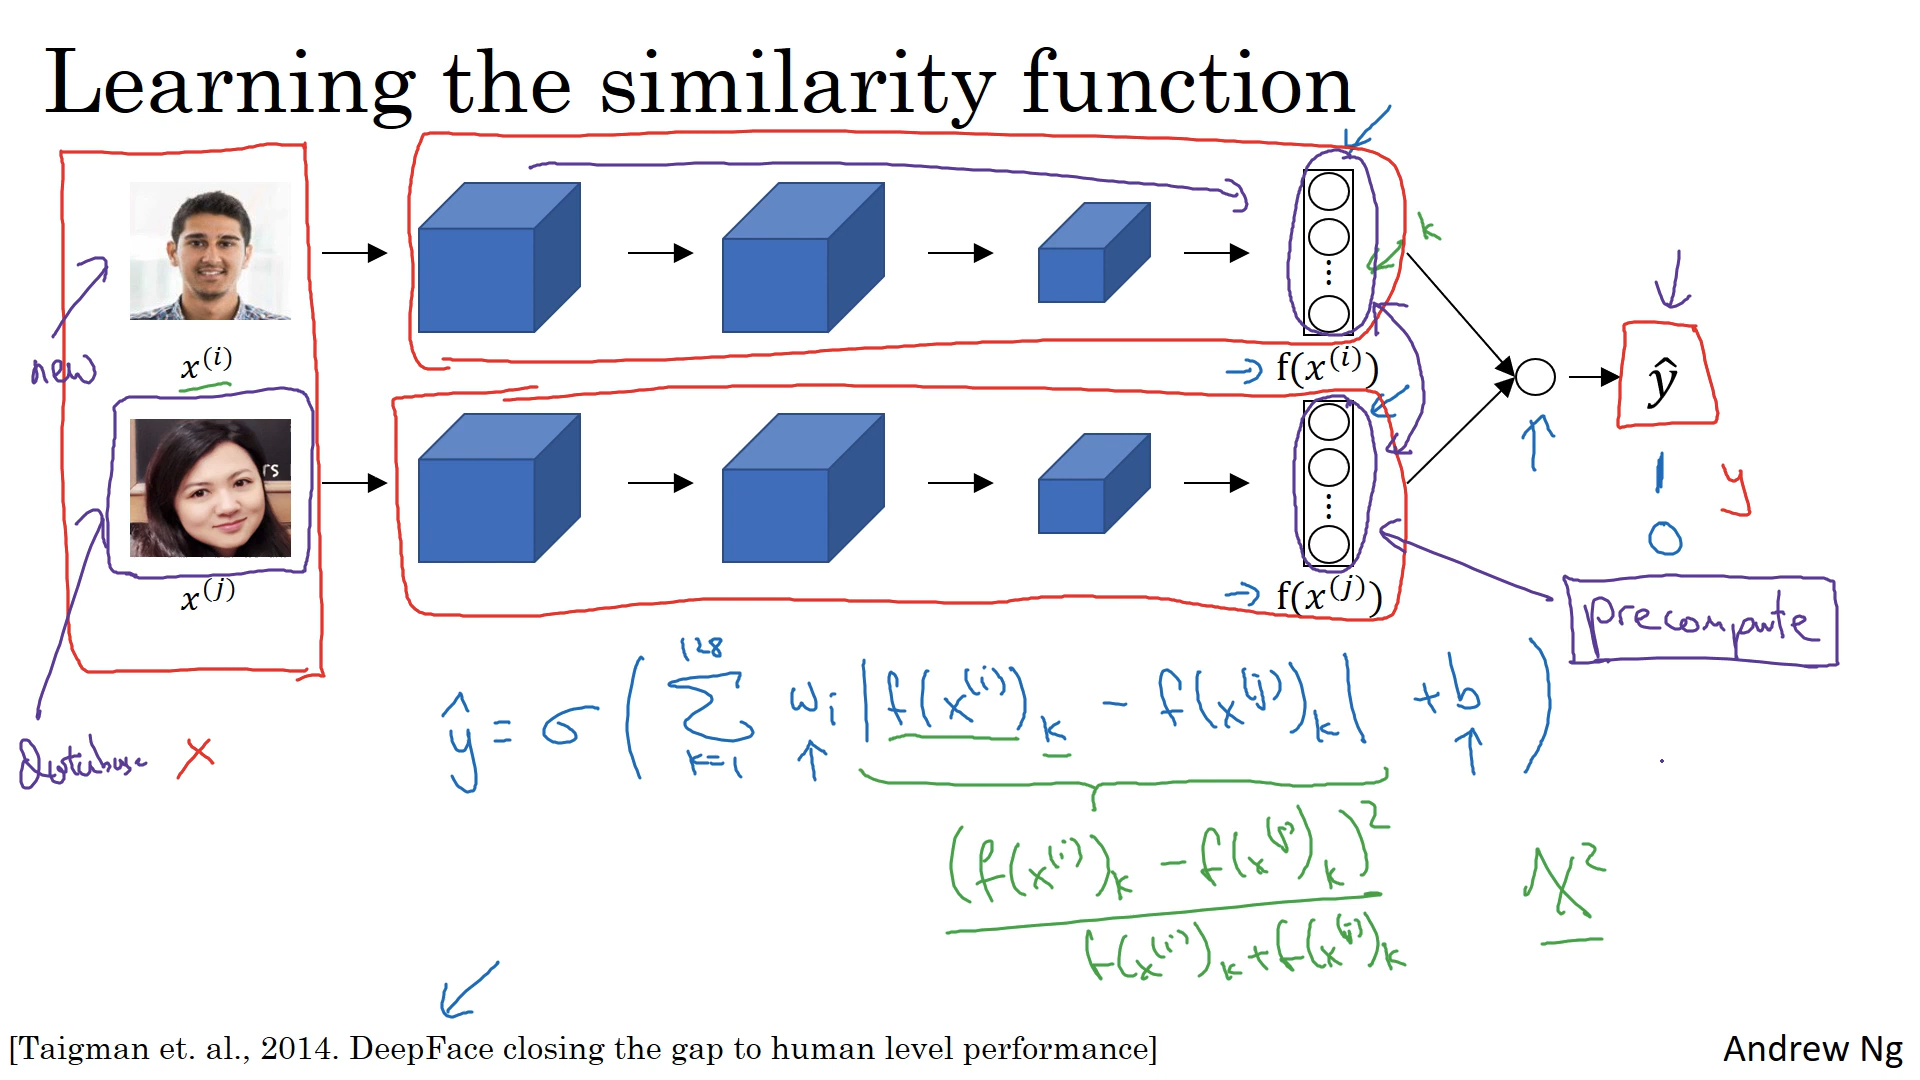 Learning the similarity function
k
new
x^(i)
f(x^(i))
ŷ
rs
1
y
0
x^(j)
f(x^(j))
precompute
ŷ = σ ( Σ_{k=1}^{128} w_i | f(x^(i))_k - f(x^(j))_k | + b )
Database X
(f(x^(i))_k - f(x^(j))_k)^2
f(x^(i))_k + f(x^(j))_k
χ^2
[Taigman et. al., 2014. DeepFace closing the gap to human level performance]
Andrew Ng